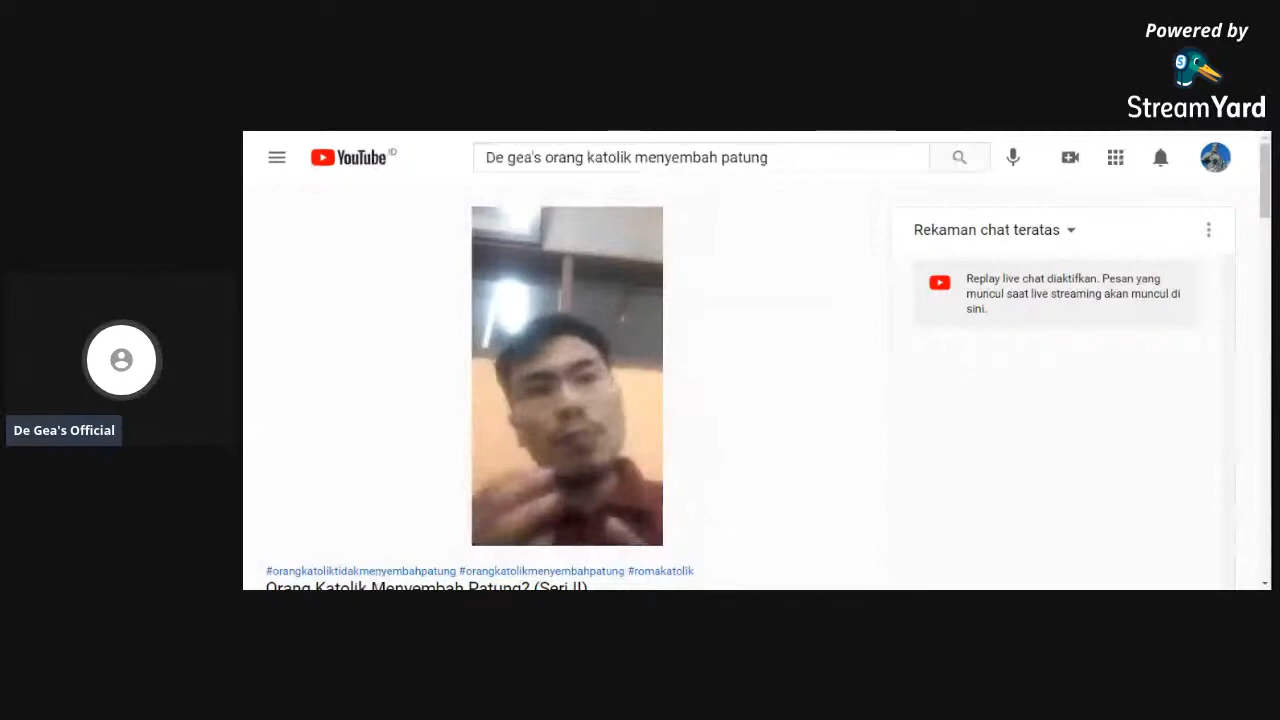 Powered by
StreamYard
YouTube ID
De gea's orang katolik menyembah patung
Rekaman chat teratas
Replay live chat diaktifkan. Pesan yang
muncul saat live streaming akan muncul di
sini.
De Gea's Official
#orangkatoliktidakmenyembahpatung #orangkatolikmenyembahpatung #romakatolik
Orang Katolik Menyembah Patung? (Seri II)